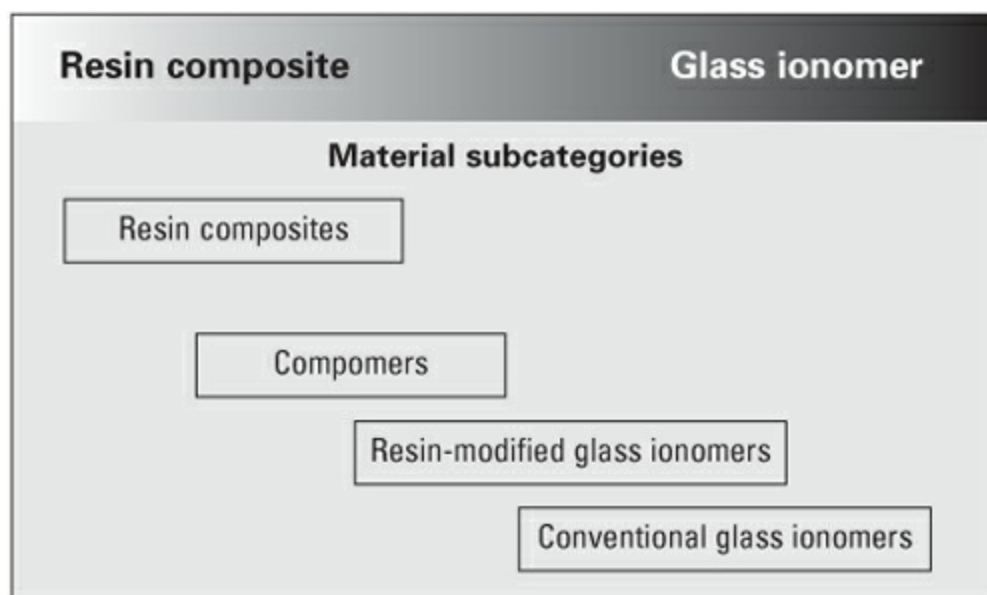 Resin composite Glass ionomer
Material subcategories
Resin composites
Compomers
Resin-modified glass ionomers
Conventional glass ionomers